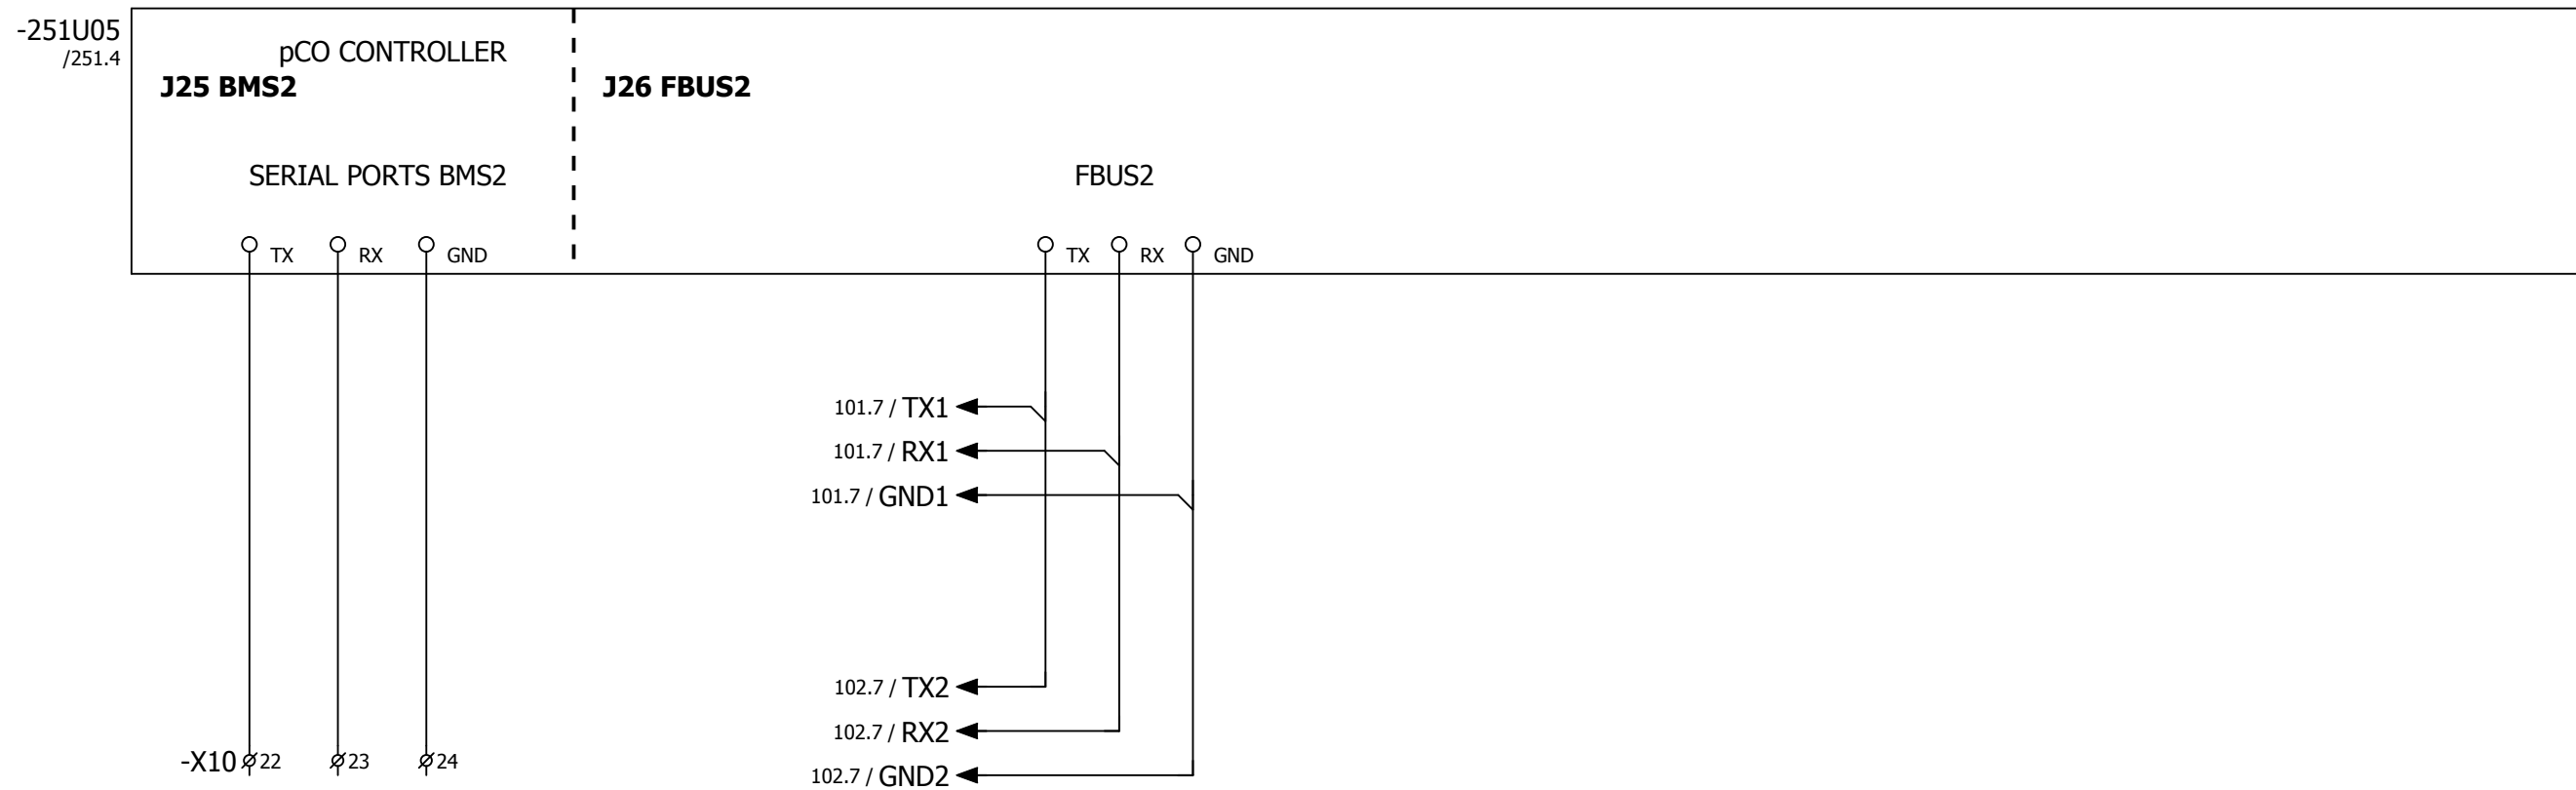 -251U05
/251.4
pCO CONTROLLER
J25 BMS2
J26 FBUS2
SERIAL PORTS BMS2
FBUS2
TX RX GND
TX RX GND
101.7 / TX1
101.7 / RX1
101.7 / GND1
102.7 / TX2
102.7 / RX2
102.7 / GND2
-X10 22 23 24